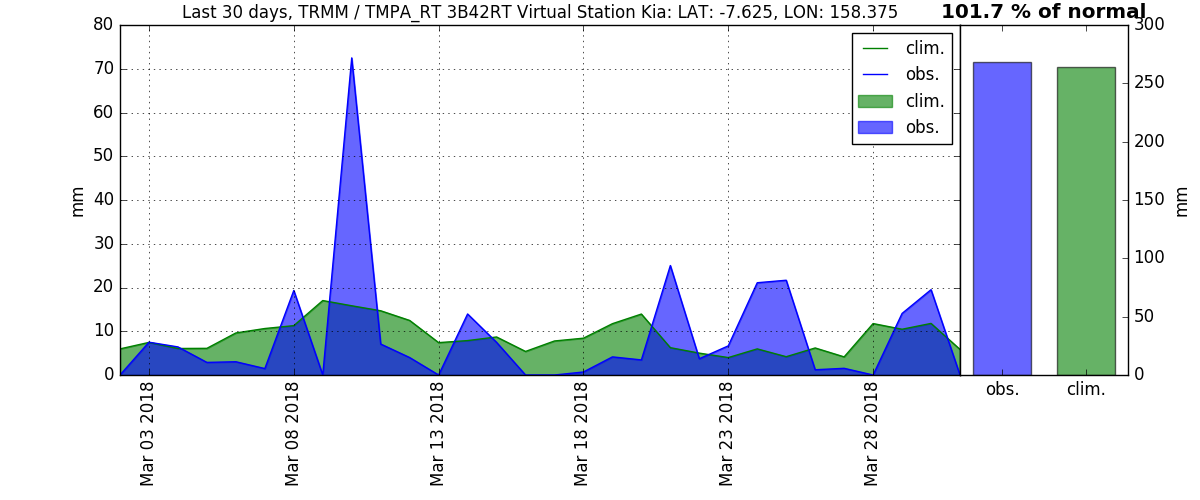 Last 30 days, TRMM / TMPA_RT 3B42RT Virtual Station Kia: LAT: -7.625, LON: 158.375
101.7 % of normal
80
70
60
50
40
30
20
10
0
mm
clim.
obs.
clim.
obs.
300
250
200
150
100
50
0
mm
obs.
clim.
Mar 03 2018
Mar 08 2018
Mar 13 2018
Mar 18 2018
Mar 23 2018
Mar 28 2018